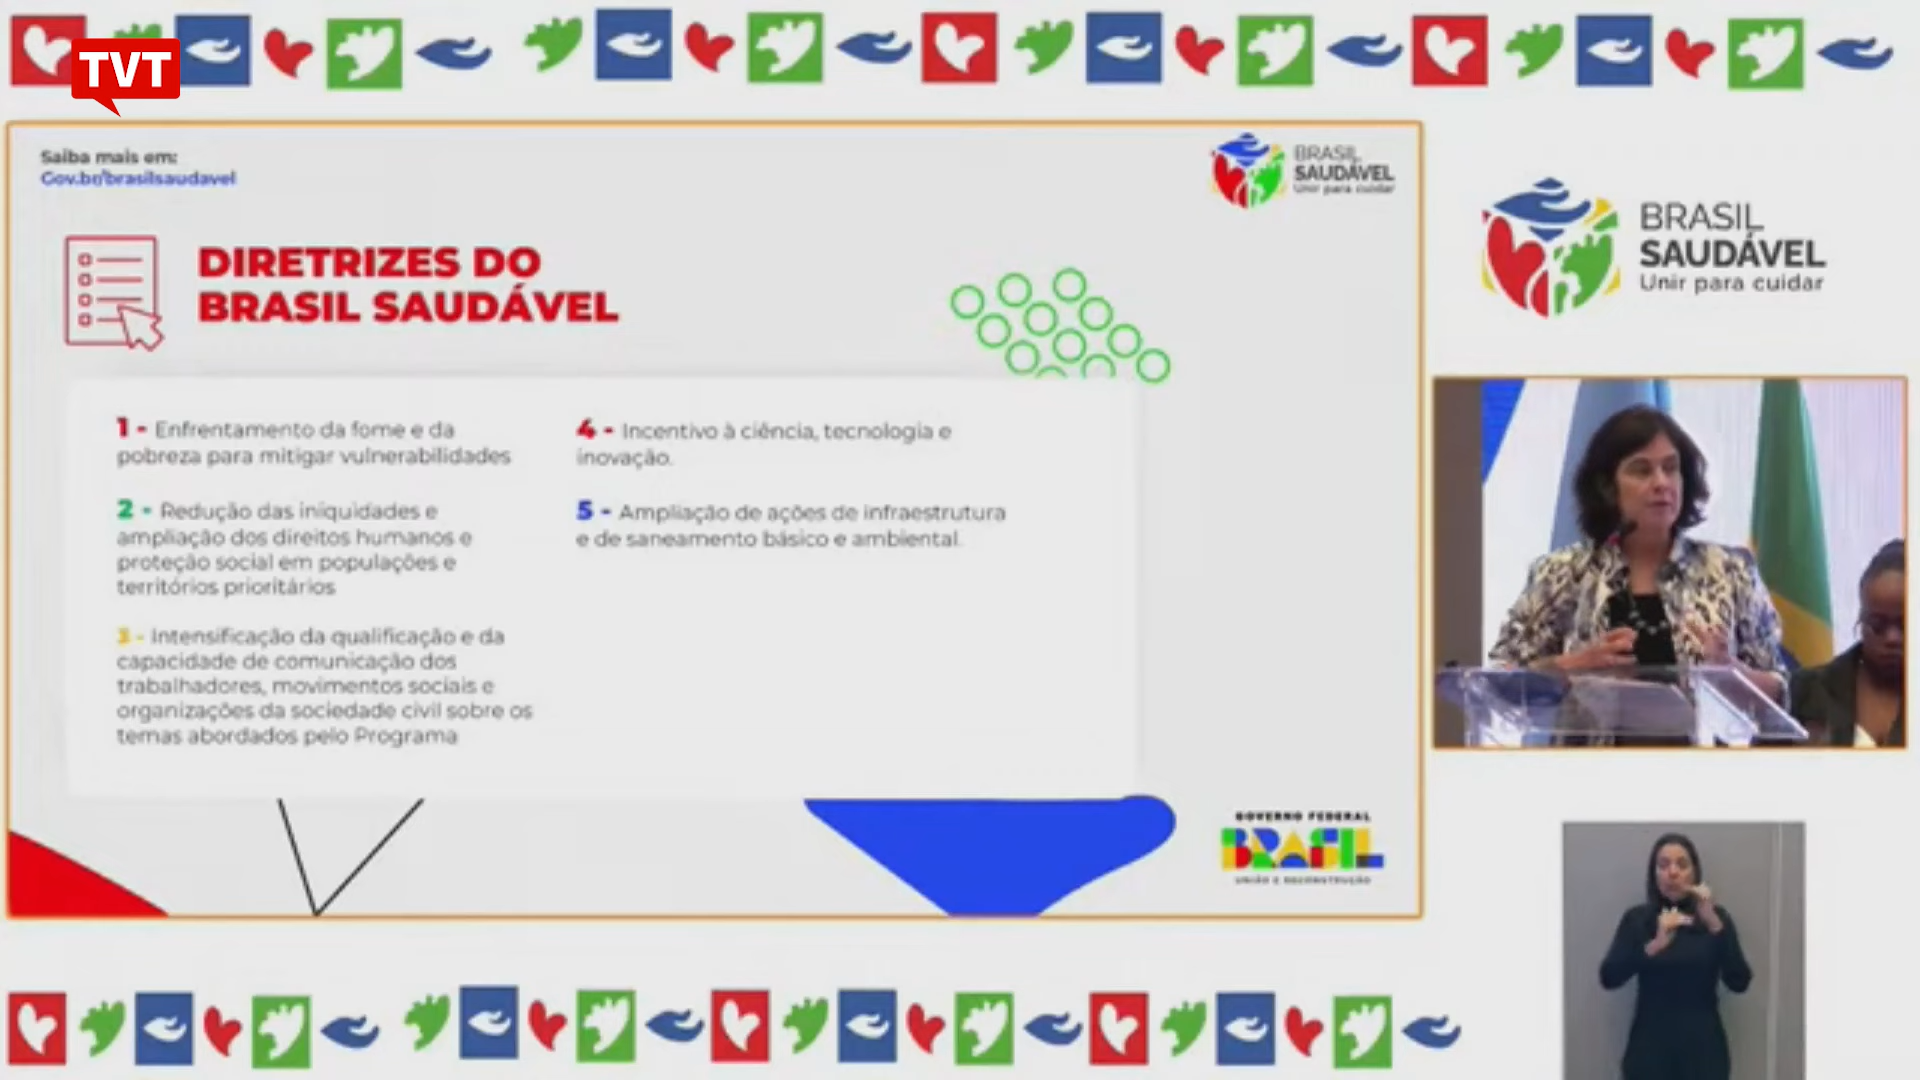 TVT
Saiba mais em:
Gov.br/brasilsaudavel
BRASIL
SAUDÁVEL
Unir para cuidar
DIRETRIZES DO
BRASIL SAUDÁVEL
1 - Enfrentamento da fome e da
pobreza para mitigar vulnerabilidades
2 - Redução das iniquidades e
ampliação dos direitos humanos e
proteção social em populações e
territórios prioritários
3 - Intensificação da qualificação e da
capacidade de comunicação dos
trabalhadores, movimentos sociais e
organizações da sociedade civil sobre os
temas abordados pelo Programa
4 - Incentivo à ciência, tecnologia e
inovação.
5 - Ampliação de ações de infraestrutura
e de saneamento básico e ambiental.
GOVERNO FEDERAL
BRASIL
UNIÃO E RECONSTRUÇÃO
BRASIL
SAUDÁVEL
Unir para cuidar